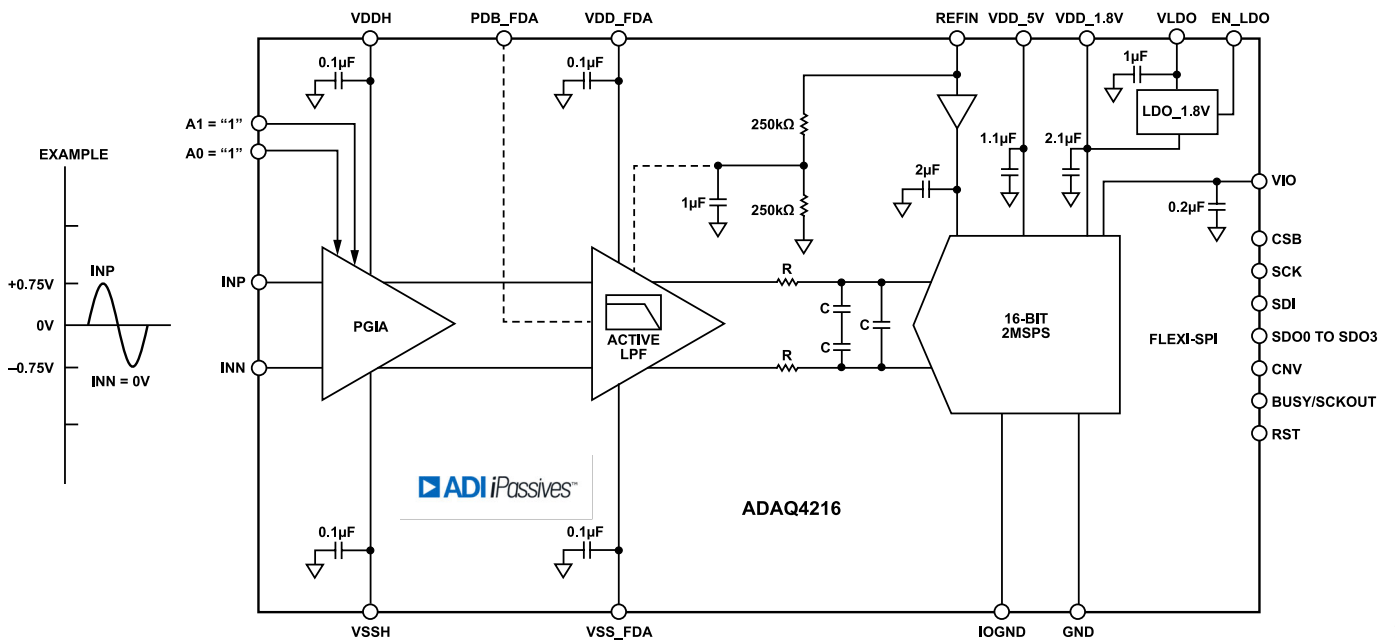 VDDH
PDB_FDA
VDD_FDA
REFIN
VDD_5V
VDD_1.8V
VLDO
EN_LDO
0.1µF
0.1µF
1µF
LDO_1.8V
A1 = “1”
A0 = “1”
250kΩ
1.1µF
2.1µF
EXAMPLE
2µF
VIO
1µF
250kΩ
0.2µF
CSB
INP
+0.75V
0V
–0.75V
INN = 0V
INP
INN
PGIA
ACTIVE
LPF
R
R
C
C
C
16-BIT
2MSPS
FLEXI-SPI
SCK
SDI
SDO0 TO SDO3
CNV
BUSY/SCKOUT
RST
ADI iPassives™
ADAQ4216
0.1µF
0.1µF
VSSH
VSS_FDA
IOGND
GND